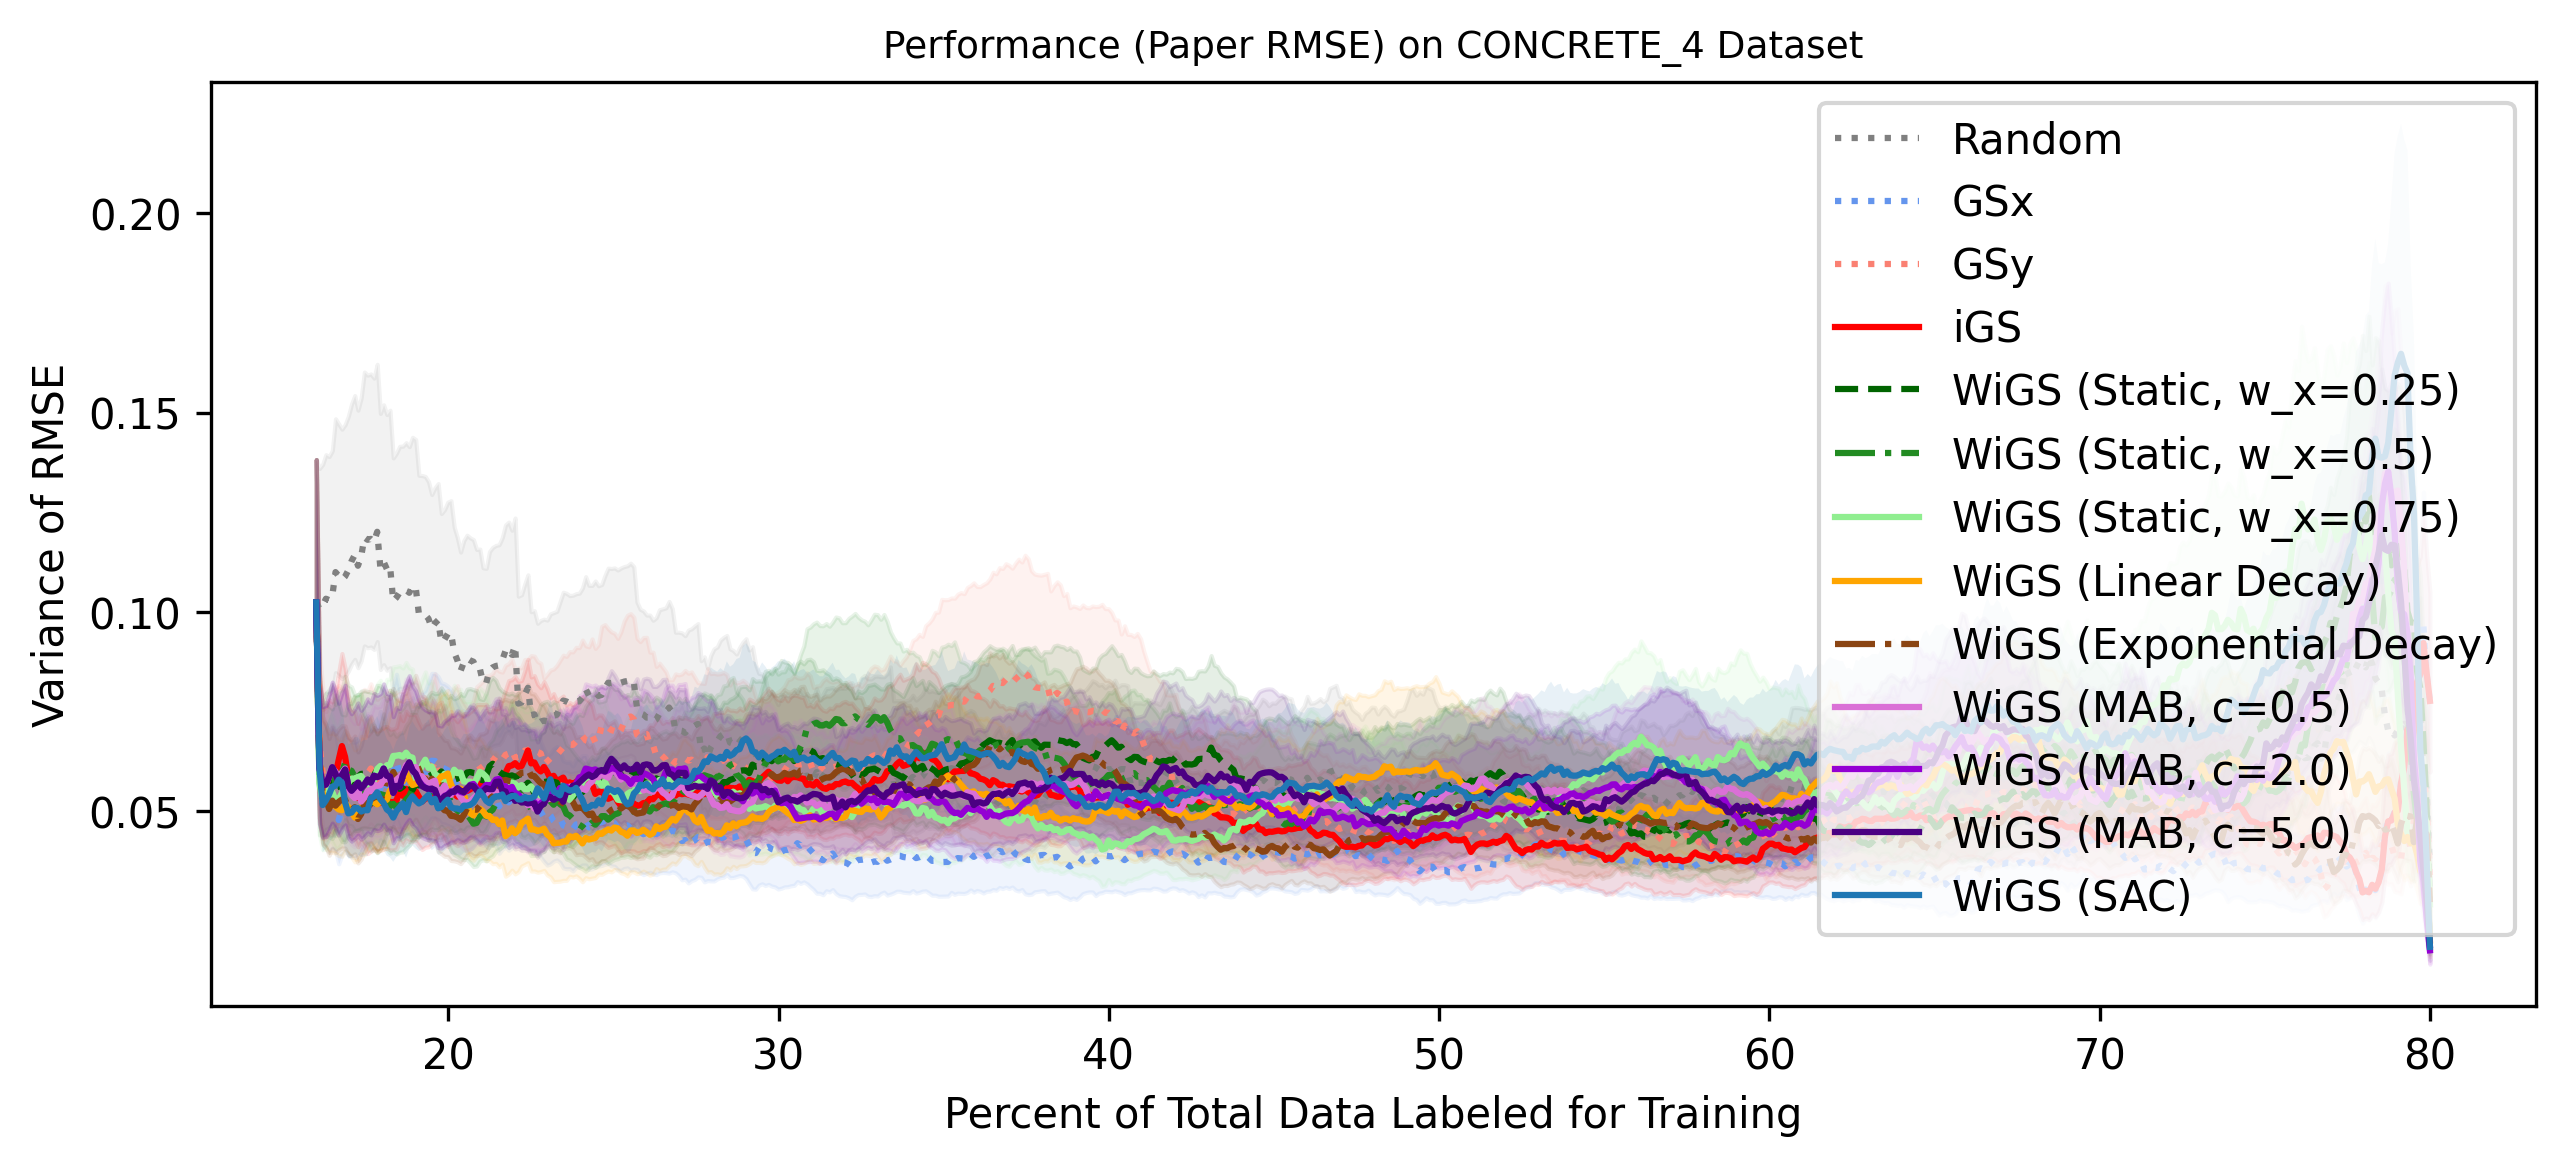 Performance (Paper RMSE) on CONCRETE_4 Dataset
Variance of RMSE
0.20
0.15
0.10
0.05
20 30 40 50 60 70 80
Percent of Total Data Labeled for Training
Random
GSx
GSy
iGS
WiGS (Static, w_x=0.25)
WiGS (Static, w_x=0.5)
WiGS (Static, w_x=0.75)
WiGS (Linear Decay)
WiGS (Exponential Decay)
WiGS (MAB, c=0.5)
WiGS (MAB, c=2.0)
WiGS (MAB, c=5.0)
WiGS (SAC)